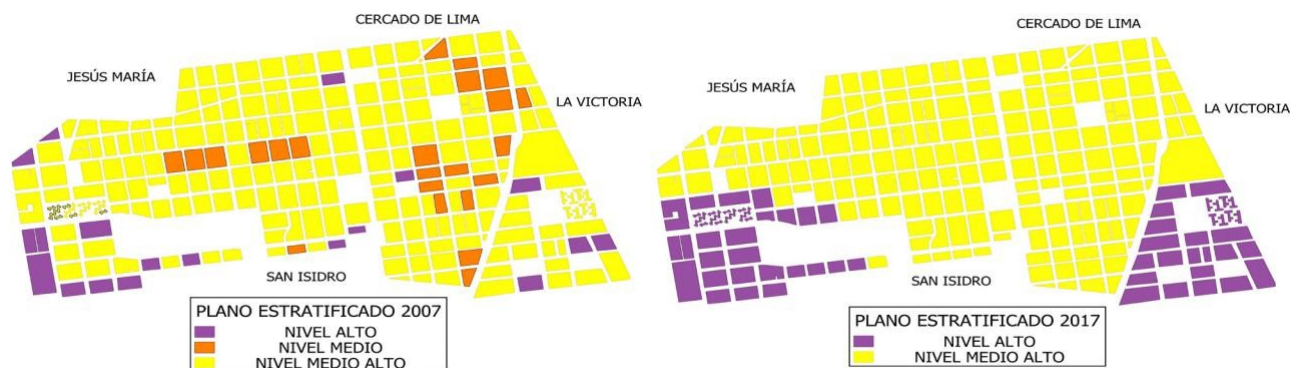 CERCADO DE LIMA
JESÚS MARÍA
LA VICTORIA
SAN ISIDRO
PLANO ESTRATIFICADO 2007
NIVEL ALTO
NIVEL MEDIO
NIVEL MEDIO ALTO
CERCADO DE LIMA
JESÚS MARÍA
LA VICTORIA
SAN ISIDRO
PLANO ESTRATIFICADO 2017
NIVEL ALTO
NIVEL MEDIO ALTO